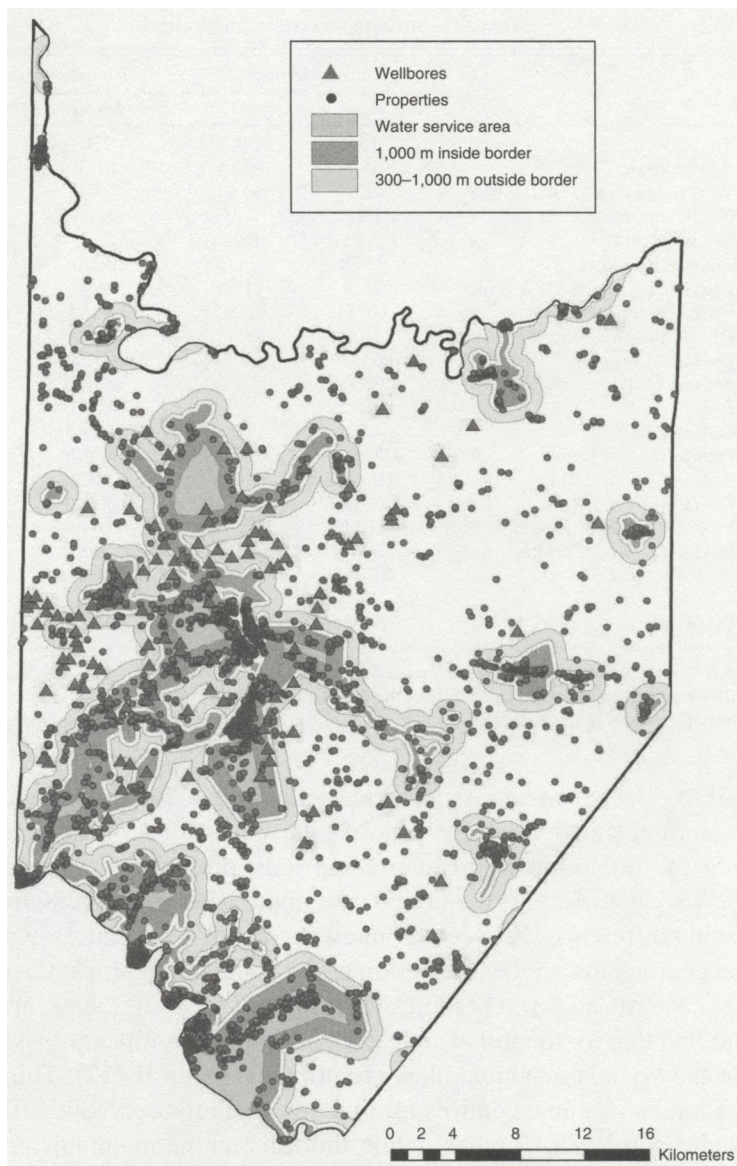 Wellbores
Properties
Water service area
1,000 m inside border
300–1,000 m outside border
0 2 4 8 12 16
Kilometers